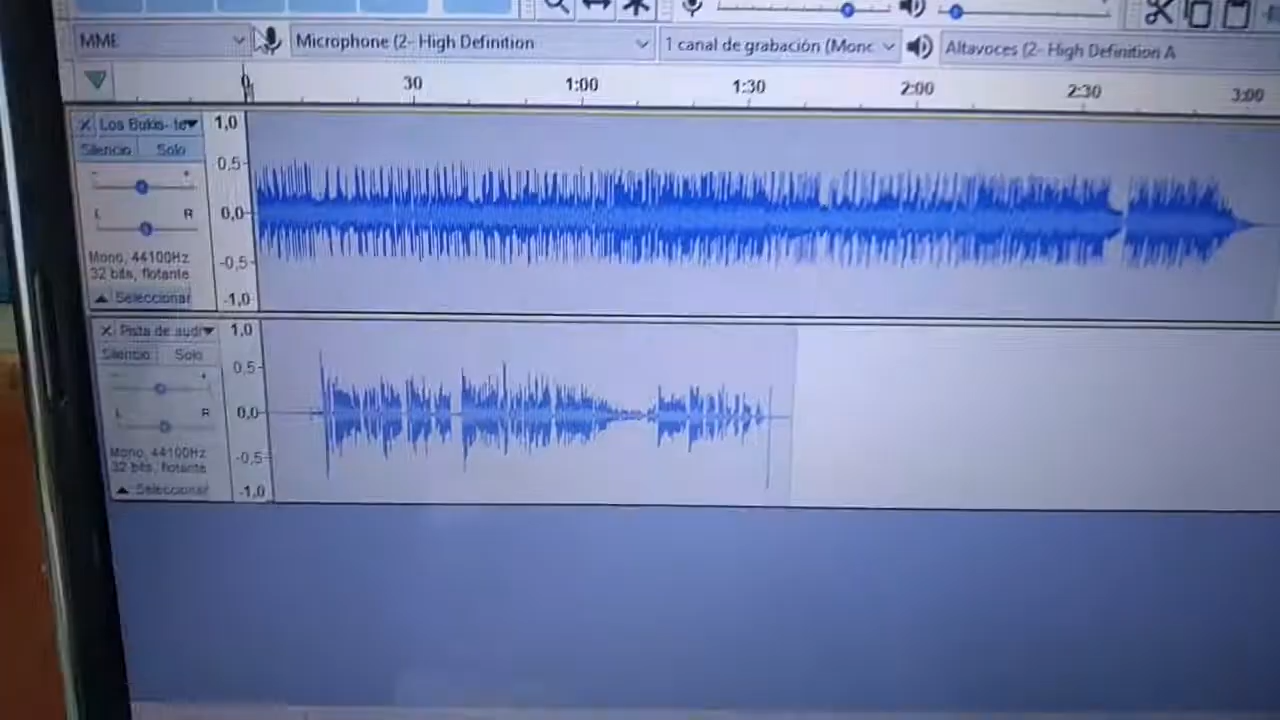 MME Microphone (2- High Definition 1 canal de grabación (Monc Altavoces (2- High Definition A
0 30 1:00 1:30 2:00 2:30 3:00
X Los Bukis- te 1,0
Silencio Solo 0,5
L R 0,0
Mono, 44100Hz -0,5
32 bits, flotante
Seleccionar -1,0
X Pista de audi 1,0
Silencio Solo 0,5
L R 0,0
Mono, 44100Hz -0,5
32 bits, flotante
Seleccionar -1,0